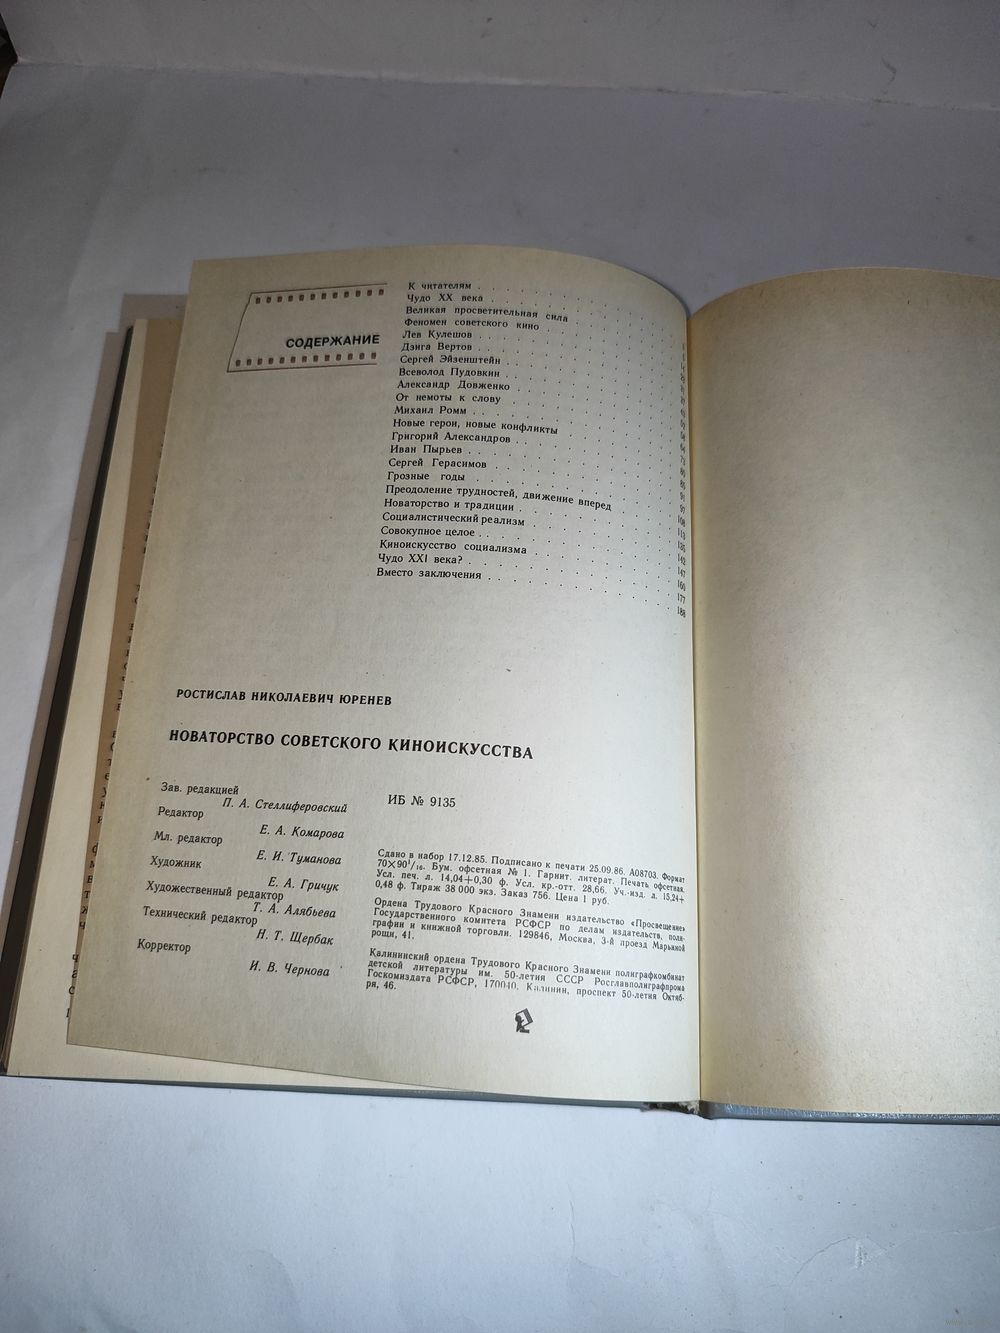 СОДЕРЖАНИЕ
К читателям
Чудо XX века
Великая просветительная сила
Феномен советского кино
Лев Кулешов
Дзига Вертов
Сергей Эйзенштейн
Всеволод Пудовкин
Александр Довженко
От немоты к слову
Михаил Ромм
Новые герои, новые конфликты
Григорий Александров
Иван Пырьев
Сергей Герасимов
Грозные годы
Преодоление трудностей, движение вперед
Новаторство и традиции
Социалистический реализм
Совокупное целое
Киноискусство социализма
Чудо XXI века?
Вместо заключения
108
113
135
142
147
160
177
188
РОСТИСЛАВ НИКОЛАЕВИЧ ЮРЕНЕВ
НОВАТОРСТВО СОВЕТСКОГО КИНОИСКУССТВА
Зав. редакцией
П. А. Стеллиферовский
Редактор
Е. А. Комарова
Мл. редактор
Е. И. Туманова
Художник
Е. А. Гричук
Художественный редактор
Т. А. Алябьева
Технический редактор
Н. Т. Щербак
Корректор
И. В. Чернова
ИБ № 9135
Сдано в набор 17.12.85. Подписано к печати 25.09.86. А08703. Формат
70×90¹/₁₆. Бум. офсетная № 1. Гарнит. литерат. Печать офсетная.
Усл. печ. л. 14,04+0,30 ф. Усл. кр.-отт. 28,66. Уч.-изд. л. 15,24+
0,48 ф. Тираж 38 000 экз. Заказ 756. Цена 1 руб.
Ордена Трудового Красного Знамени издательство «Просвещение»
Государственного комитета РСФСР по делам издательств, поли-
графии и книжной торговли. 129846, Москва, 3-й проезд Марьиной
рощи, 41.
Калининский ордена Трудового Красного Знамени полиграфкомбинат
детской литературы им. 50-летия СССР Росглавполиграфпрома
Госкомиздата РСФСР, 170040, Калинин, проспект 50-летия Октяб-
ря, 46.